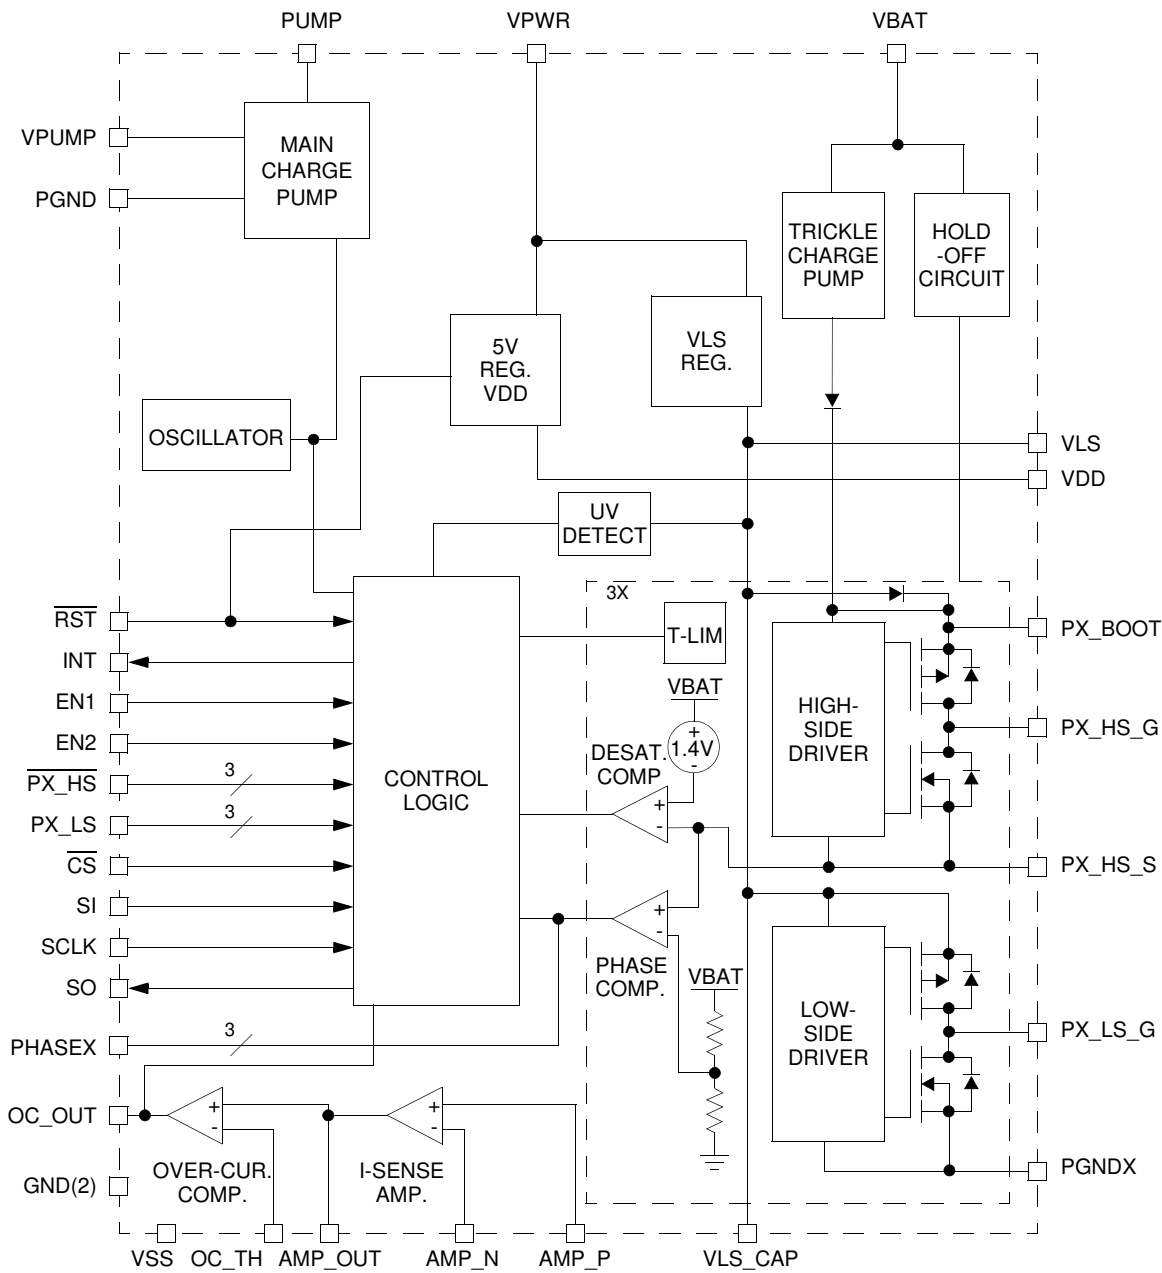 PUMP
VPWR
VBAT
VPUMP
PGND
MAIN
CHARGE
PUMP
TRICKLE
CHARGE
PUMP
HOLD
-OFF
CIRCUIT
5V
REG.
VDD
VLS
REG.
OSCILLATOR
VLS
VDD
UV
DETECT
3X
RST
INT
EN1
EN2
PX_HS
3
PX_LS
3
CS
SI
SCLK
SO
PHASEX
3
OC_OUT
GND(2)
CONTROL
LOGIC
T-LIM
VBAT
+
1.4V
-
DESAT.
COMP
+
-
+
-
PHASE
COMP.
VBAT
HIGH-
SIDE
DRIVER
LOW-
SIDE
DRIVER
PX_BOOT
PX_HS_G
PX_HS_S
PX_LS_G
PGNDX
+
-
OVER-CUR.
COMP.
+
-
I-SENSE
AMP.
VSS
OC_TH
AMP_OUT
AMP_N
AMP_P
VLS_CAP